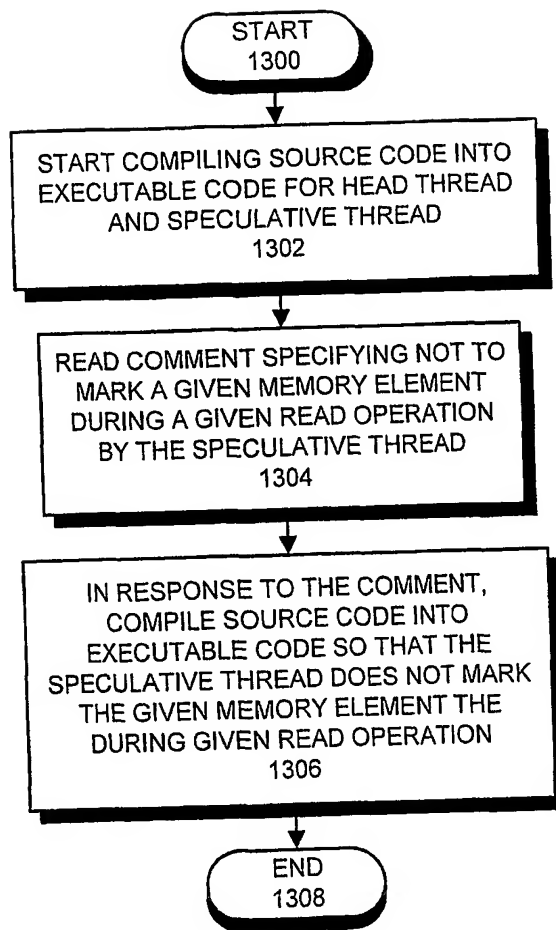 START
1300
START COMPILING SOURCE CODE INTO
EXECUTABLE CODE FOR HEAD THREAD
AND SPECULATIVE THREAD
1302
READ COMMENT SPECIFYING NOT TO
MARK A GIVEN MEMORY ELEMENT
DURING A GIVEN READ OPERATION
BY THE SPECULATIVE THREAD
1304
IN RESPONSE TO THE COMMENT,
COMPILE SOURCE CODE INTO
EXECUTABLE CODE SO THAT THE
SPECULATIVE THREAD DOES NOT MARK
THE GIVEN MEMORY ELEMENT THE
DURING GIVEN READ OPERATION
1306
END
1308